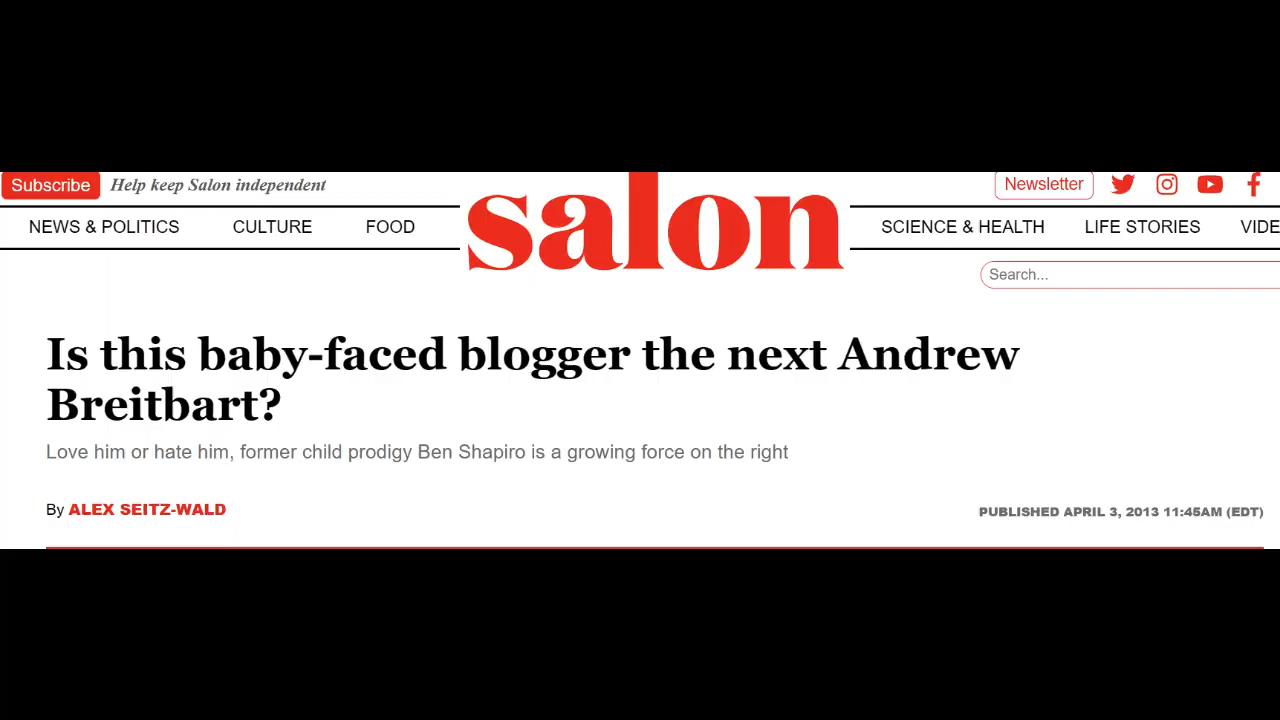 Subscribe Help keep Salon independent
Newsletter
NEWS & POLITICS CULTURE FOOD
salon
SCIENCE & HEALTH LIFE STORIES VIDE
Search...
Is this baby-faced blogger the next Andrew
Breitbart?
Love him or hate him, former child prodigy Ben Shapiro is a growing force on the right
By ALEX SEITZ-WALD
PUBLISHED APRIL 3, 2013 11:45AM (EDT)